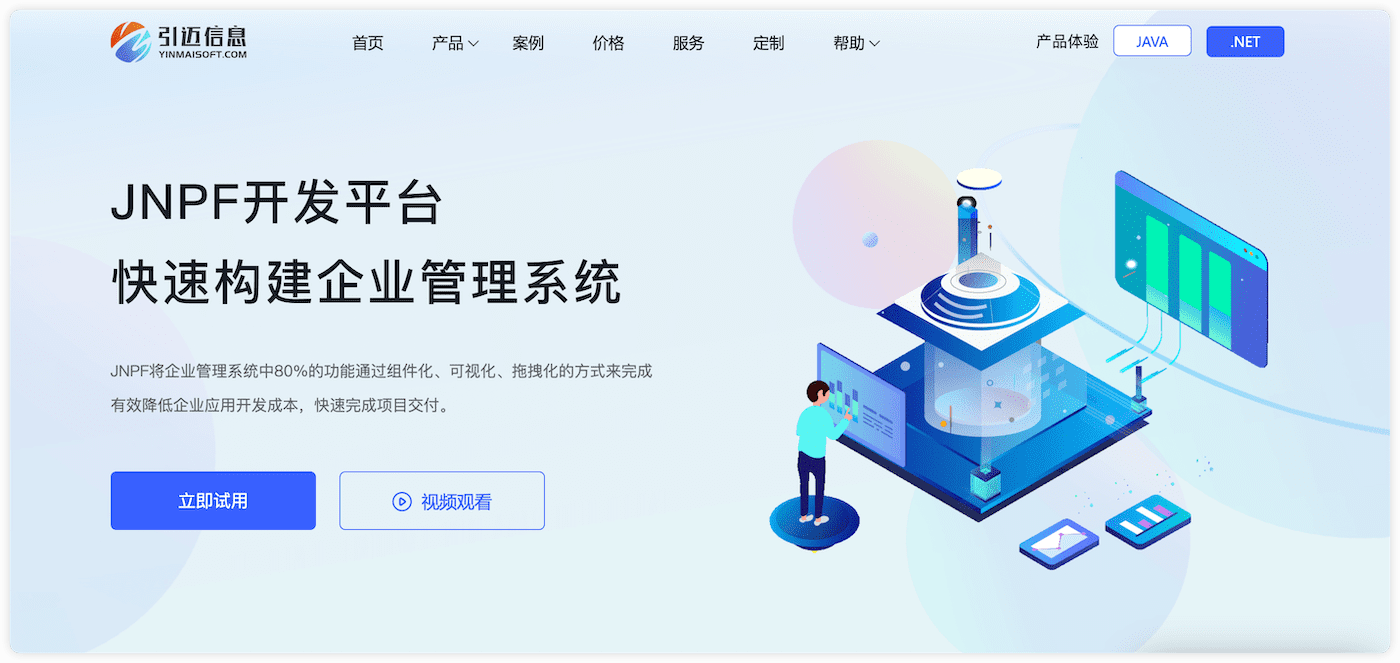 引迈信息
YINMAISOFT.COM
首页
产品
案例
价格
服务
定制
帮助
产品体验
JAVA
.NET
JNPF开发平台
快速构建企业管理系统
JNPF将企业管理系统中80%的功能通过组件化、可视化、拖拽化的方式来完成
有效降低企业应用开发成本，快速完成项目交付。
立即试用
视频观看